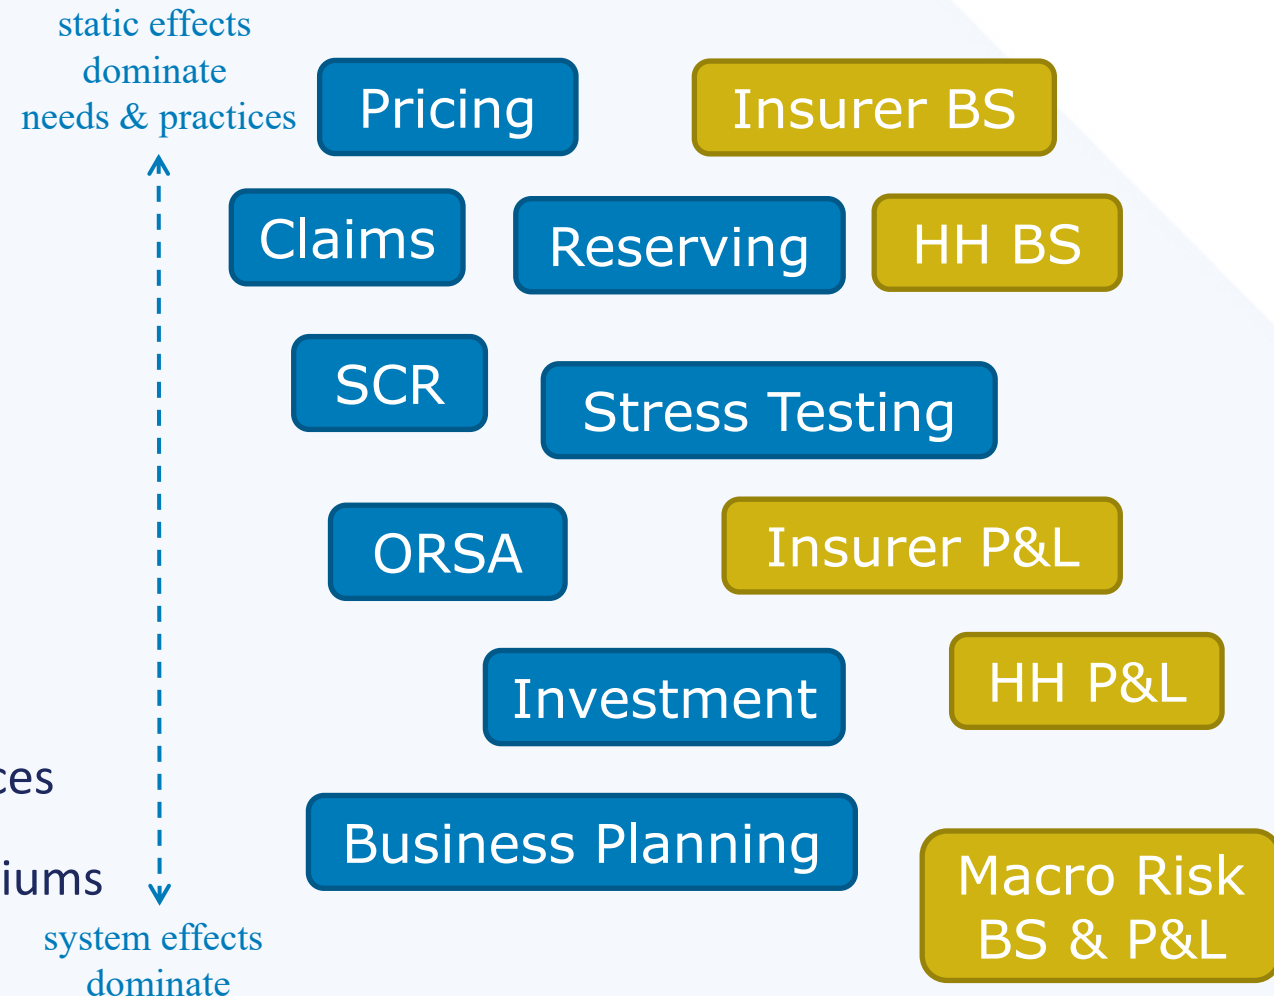 static effects
dominate
needs & practices
Pricing
Insurer BS
Claims
Reserving
HH BS
SCR
Stress Testing
ORSA
Insurer P&L
HH P&L
Investment
ces
Business Planning
iums
Macro Risk
BS & P&L
system effects
dominate